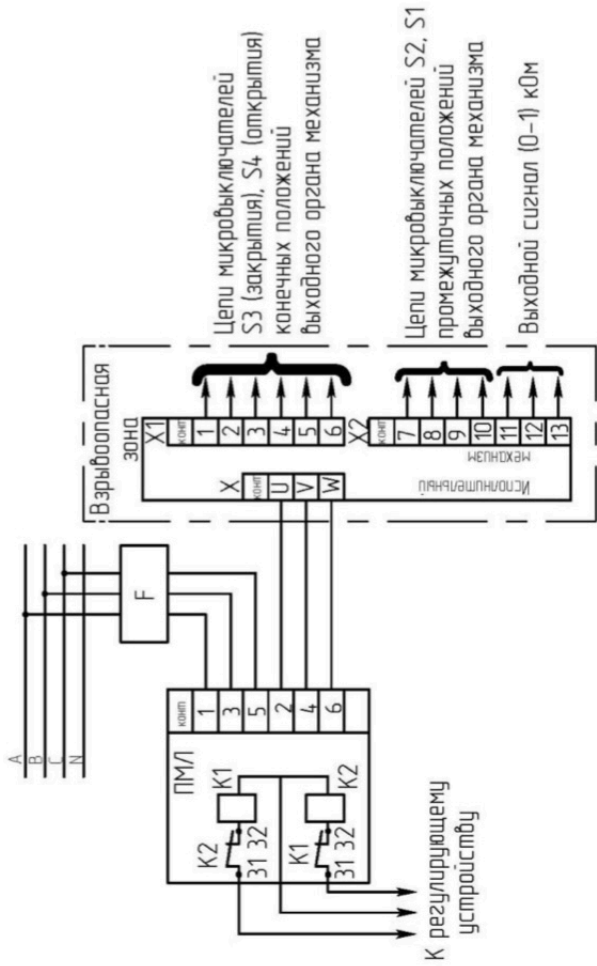 A
B
C
N
F
ПМЛ
конт
1
3
5
2
4
6
K2
K1
31 32
K1
K2
31 32
К регулирующему
устройству
Взрывоопасная
зона
X
конт
U
V
W
X1
конт
1
2
3
4
5
6
X2
конт
7
8
9
10
11
12
13
Исполнительный
механизм
Цепи микровыключателей
S3 (закрытия), S4 (открытия)
конечных положений
выходного органа механизма
Цепи микровыключателей S2, S1
промежуточных положений
выходного органа механизма
Выходной сигнал (0-1) кОм